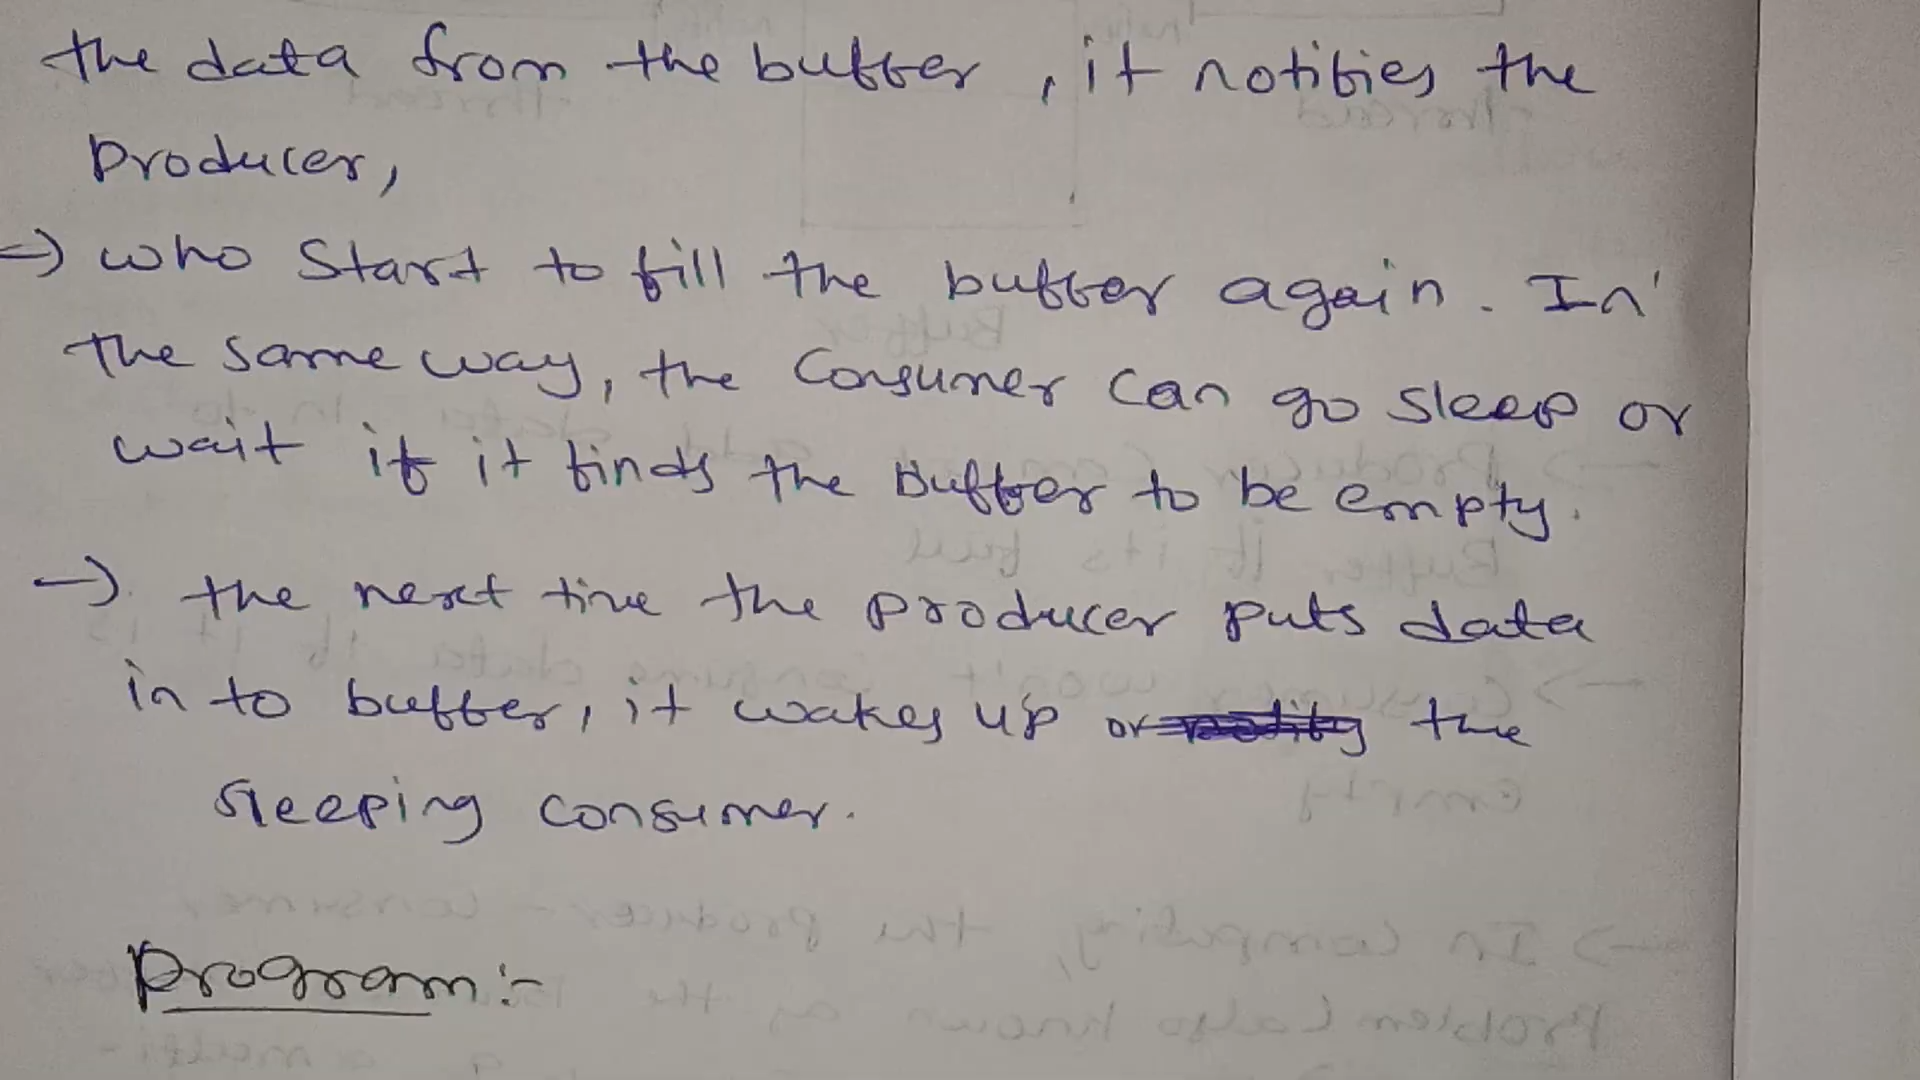 the data from the buffer, it notifies the
Producer,
→ who Start to fill the buffer again. In
the same way, the Consumer can go sleep or
wait if it finds the Buffer to be empty.
→ the next time the producer puts data
in to buffer, it wakes up or the
sleeping consumer.
Program:-